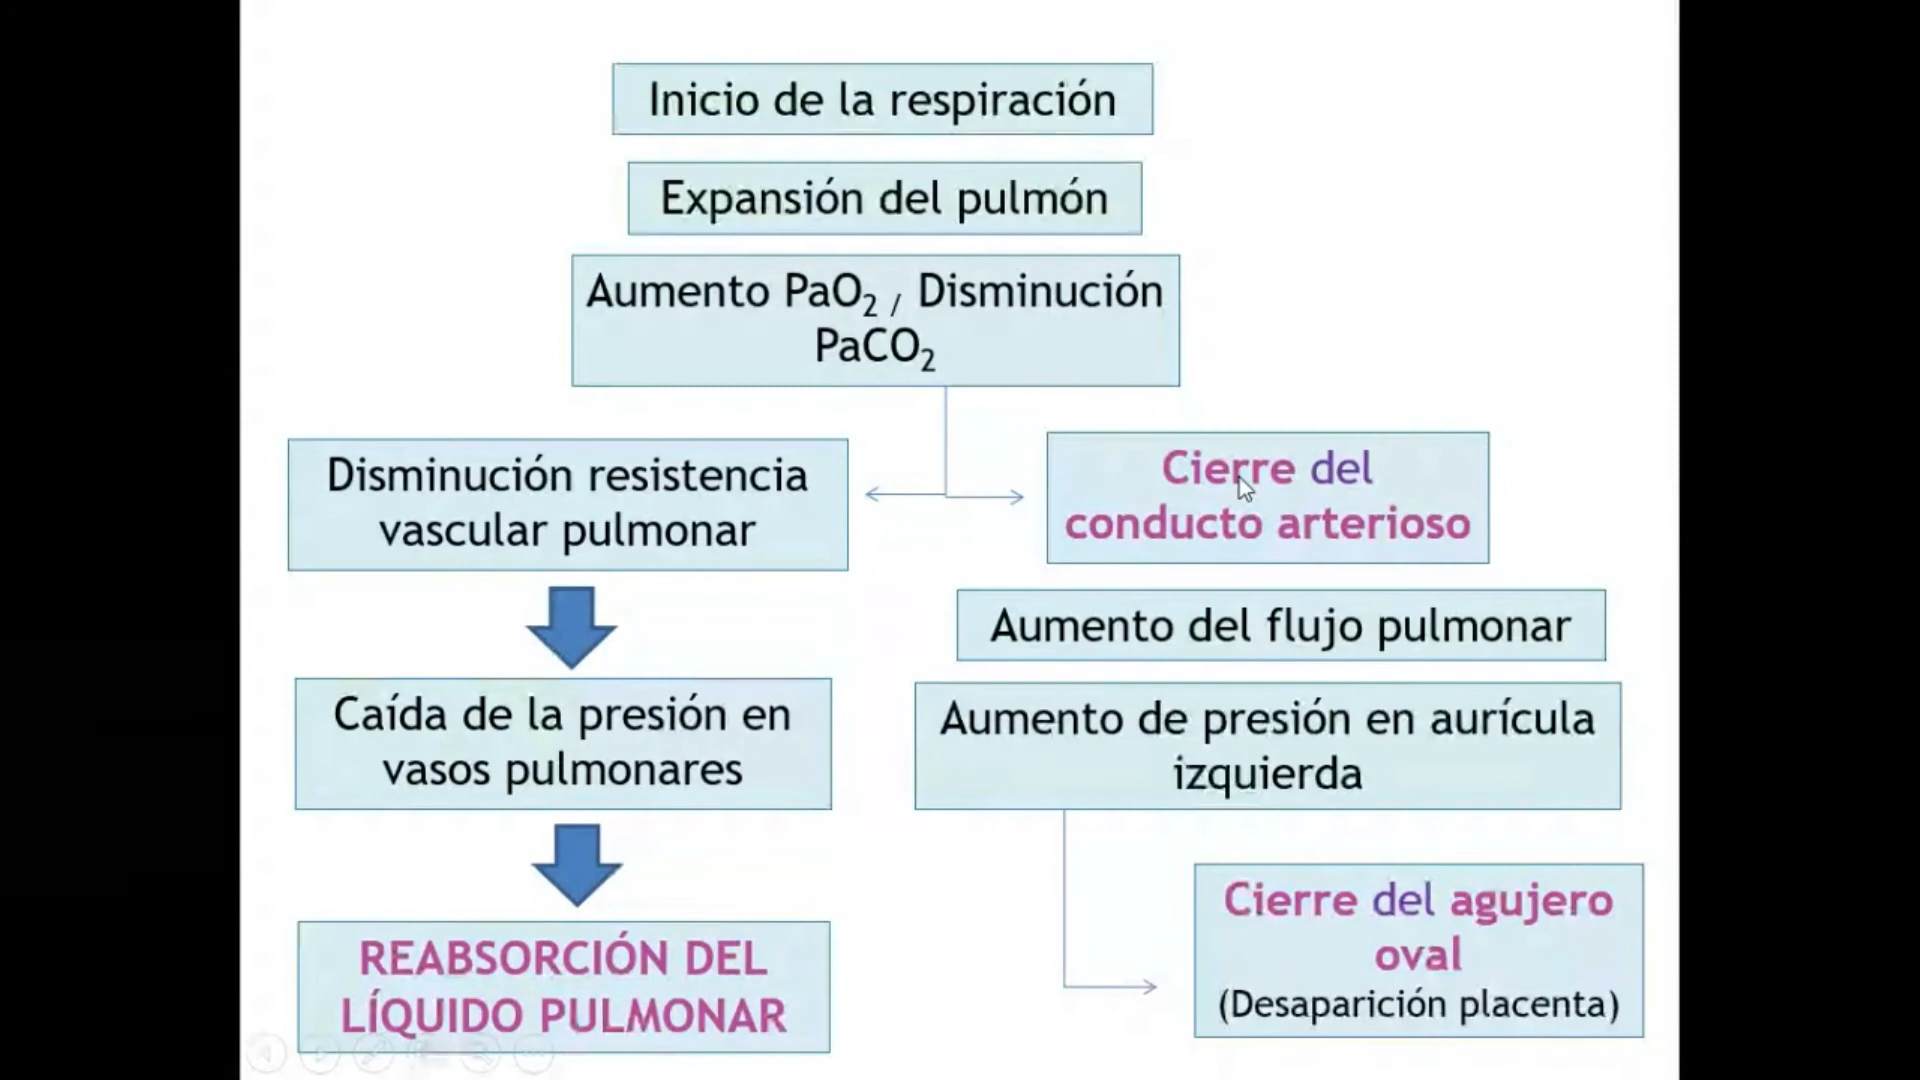 Inicio de la respiración
Expansión del pulmón
Aumento PaO₂ / Disminución
PaCO₂
Disminución resistencia
vascular pulmonar
Cierre del
conducto arterioso
Aumento del flujo pulmonar
Caída de la presión en
vasos pulmonares
Aumento de presión en aurícula
izquierda
REABSORCIÓN DEL
LÍQUIDO PULMONAR
Cierre del agujero
oval
(Desaparición placenta)